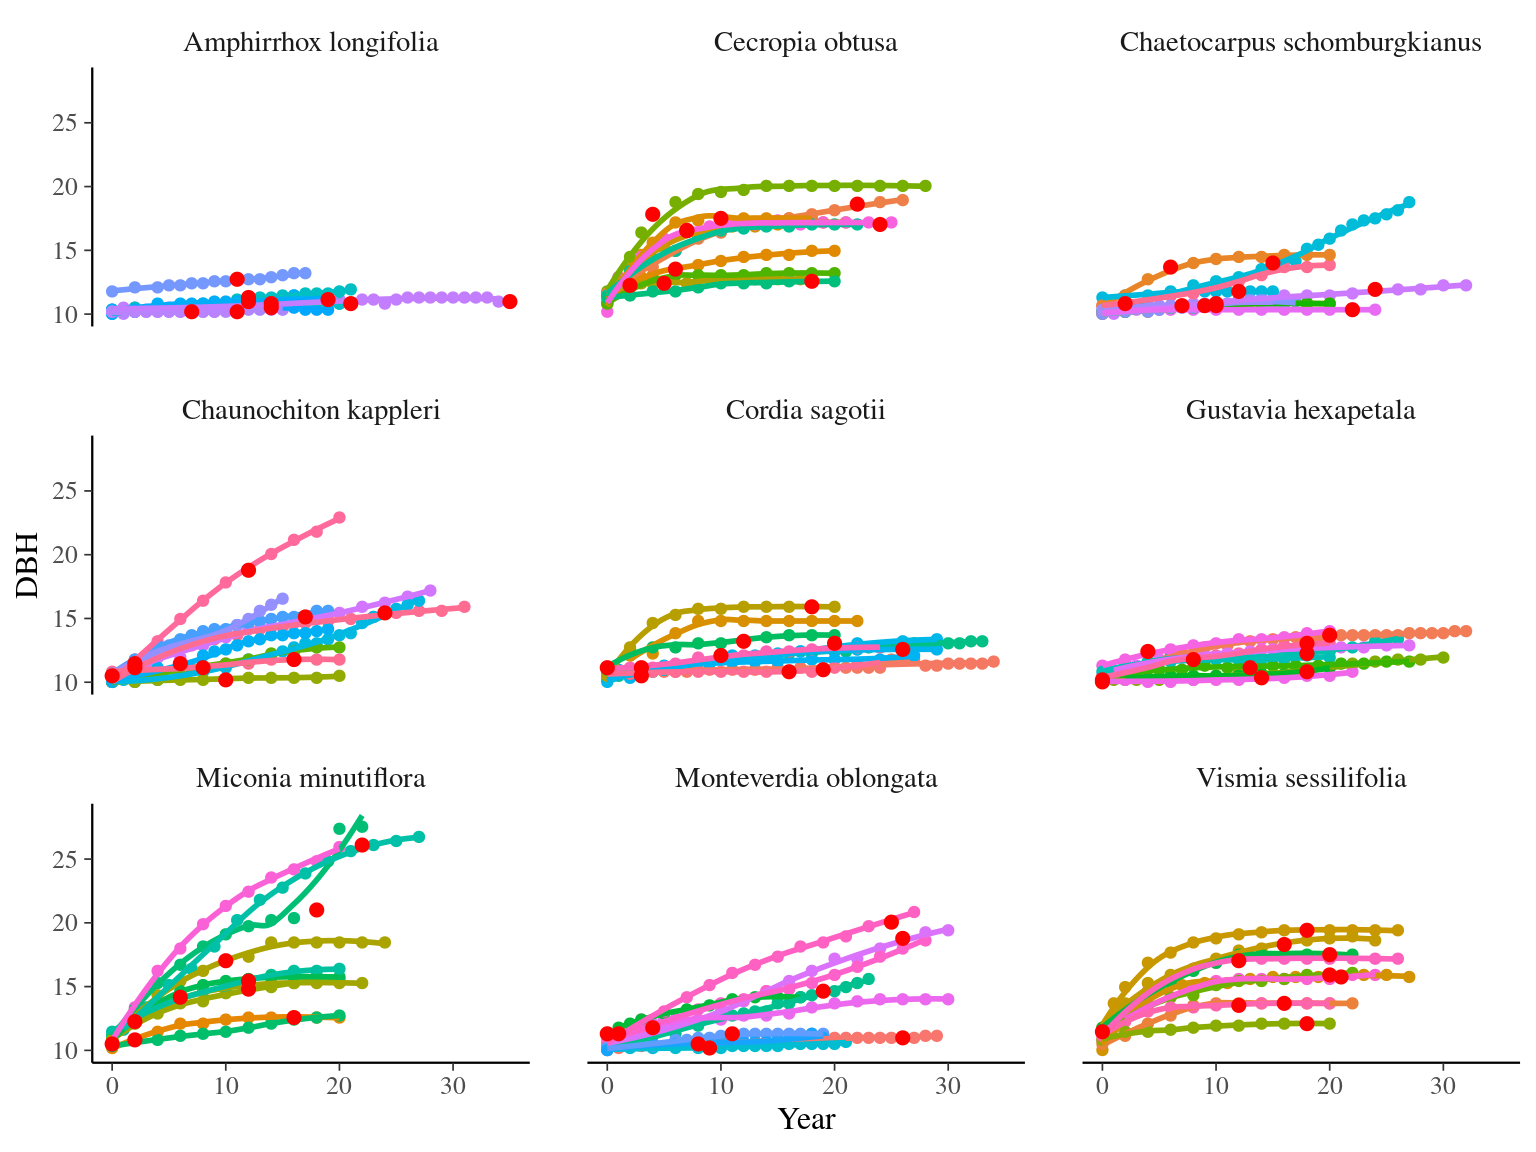 Amphirrhox longifolia Cecropia obtusa Chaetocarpus schomburgkianus
25
20
15
10
Chaunochiton kappleri Cordia sagotii Gustavia hexapetala
25
20
15
10
DBH
Miconia minutiflora Monteverdia oblongata Vismia sessilifolia
25
20
15
10
0 10 20 30 0 10 20 30 0 10 20 30
Year